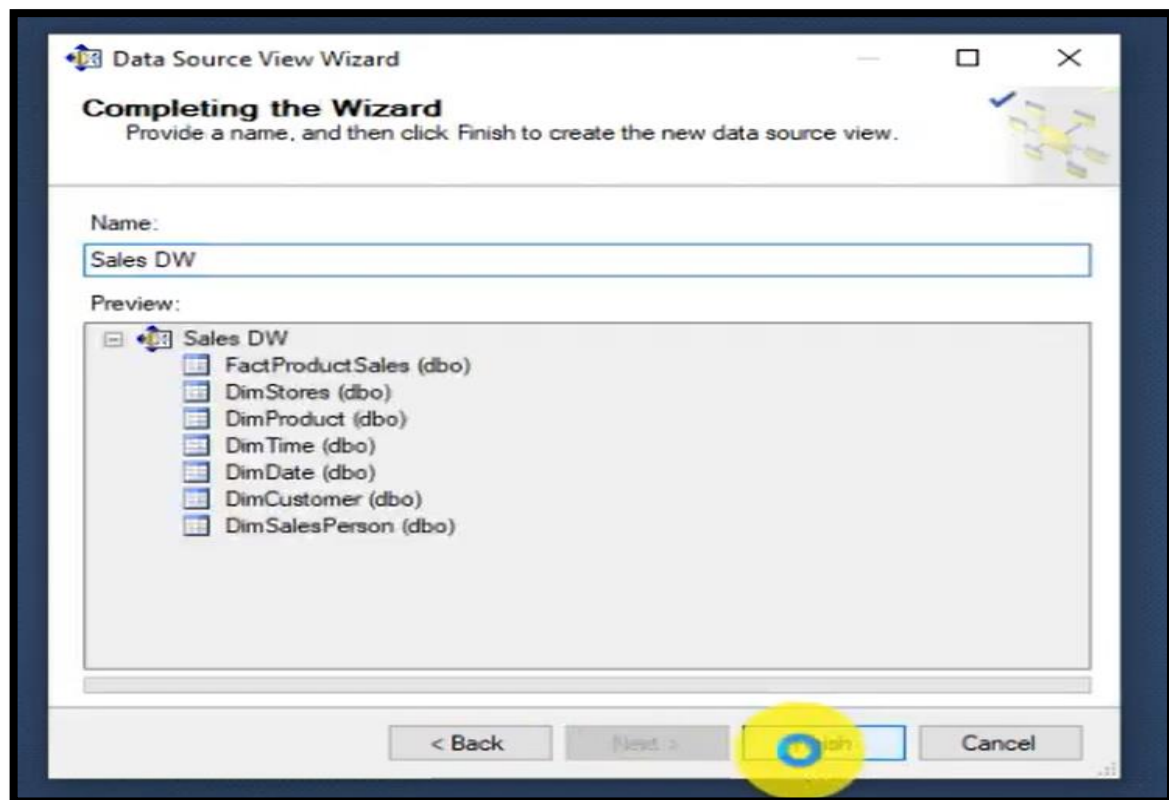 Data Source View Wizard
Completing the Wizard
Provide a name, and then click Finish to create the new data source view.
Name:
Sales DW
Preview:
Sales DW
FactProductSales (dbo)
DimStores (dbo)
DimProduct (dbo)
DimTime (dbo)
DimDate (dbo)
DimCustomer (dbo)
DimSalesPerson (dbo)
< Back
Next >
Finish
Cancel